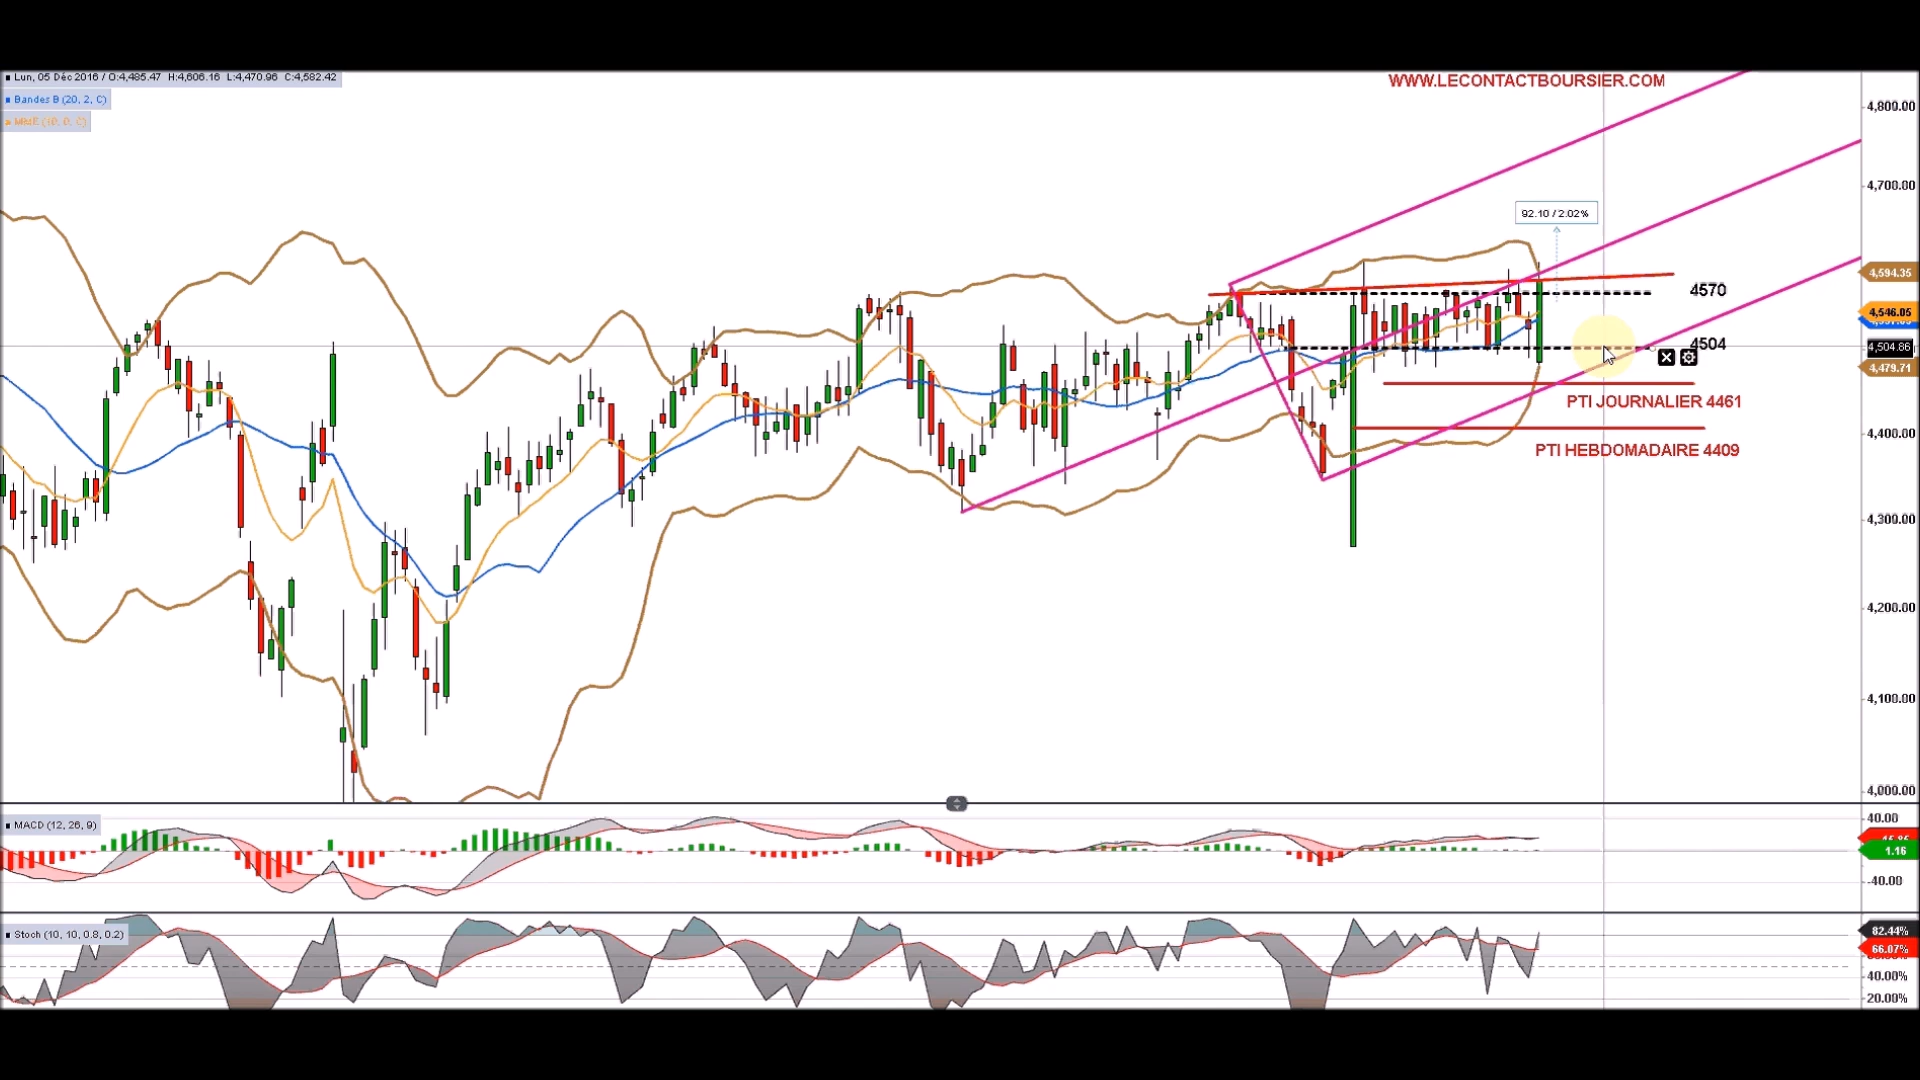 Lun, 05 Déc 2016 / O:4,485.47 H:4,606.16 L:4,470.96 C:4,582.42
WWW.LECONTACTBOURSIER.COM
Bandes B (20, 2, C)
4,800.00
4,700.00
92.10 / 2.02%
4,594.35
4570
4,546.05
4504
4,504.86
4,479.71
PTI JOURNALIER 4461
4,400.00
PTI HEBDOMADAIRE 4409
4,300.00
4,200.00
4,100.00
4,000.00
MACD (12, 26, 9)
40.00
1.16
-40.00
Stoch (10, 10, 0.8, 0.2)
82.44%
66.07%
40.00%
20.00%